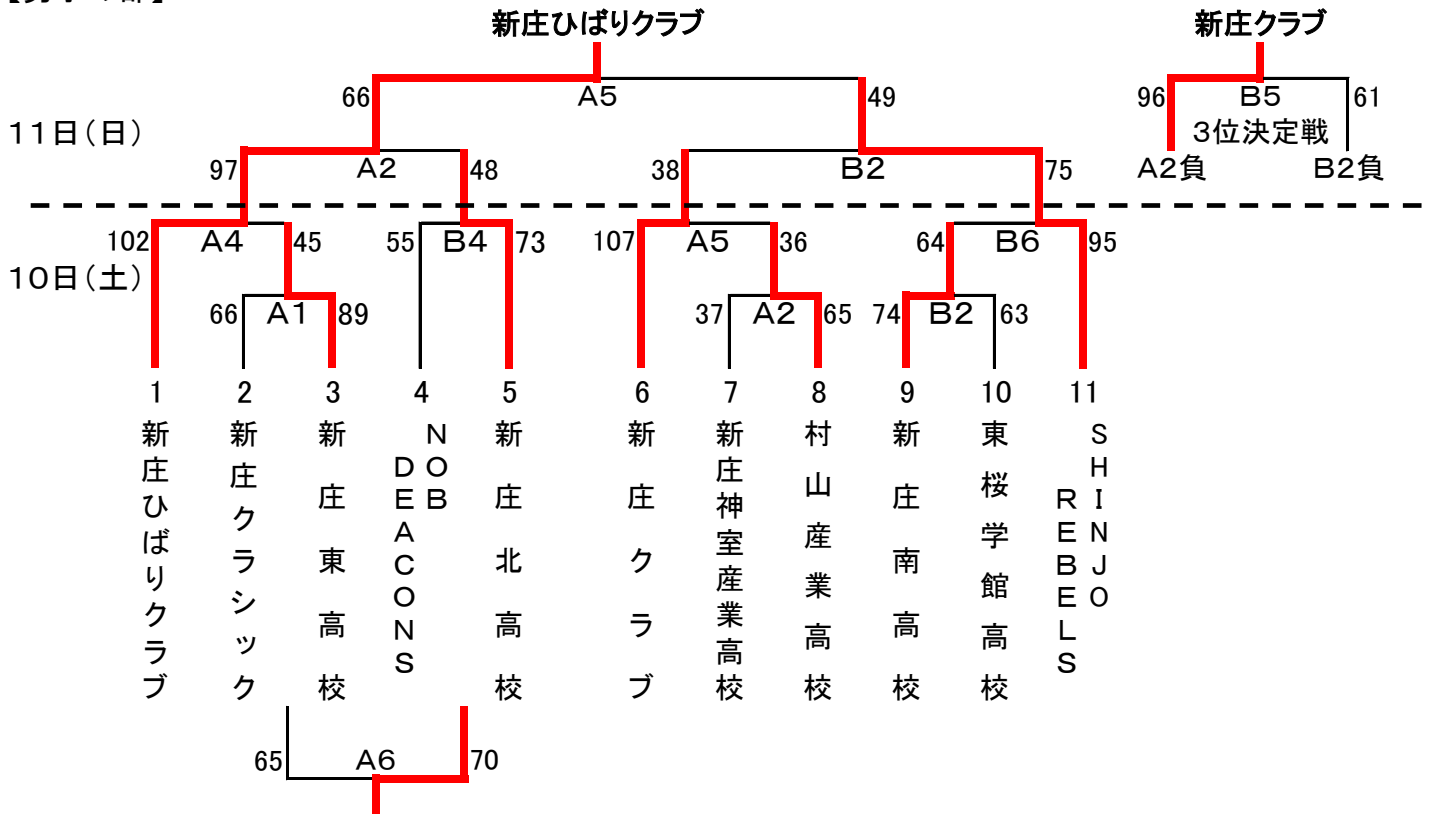 新庄ひばりクラブ 新庄クラブ
66 A5 49 96 B5 61
11日(日) 3位決定戦
97 A2 48 38 B2 75 A2負 B2負
102 A4 45 55 B4 73 107 A5 36 64 B6 95
10日(土)
66 A1 89 37 A2 65 74 B2 63
1 2 3 4 5 6 7 8 9 10 11
新庄ひばりクラブ
新庄クラシック
新庄東高校
NOB
DEACONS
新庄北高校
新庄クラブ
新庄神室産業高校
村山産業高校
新庄南高校
東桜学館高校
SHINJO
REBELS
65 A6 70